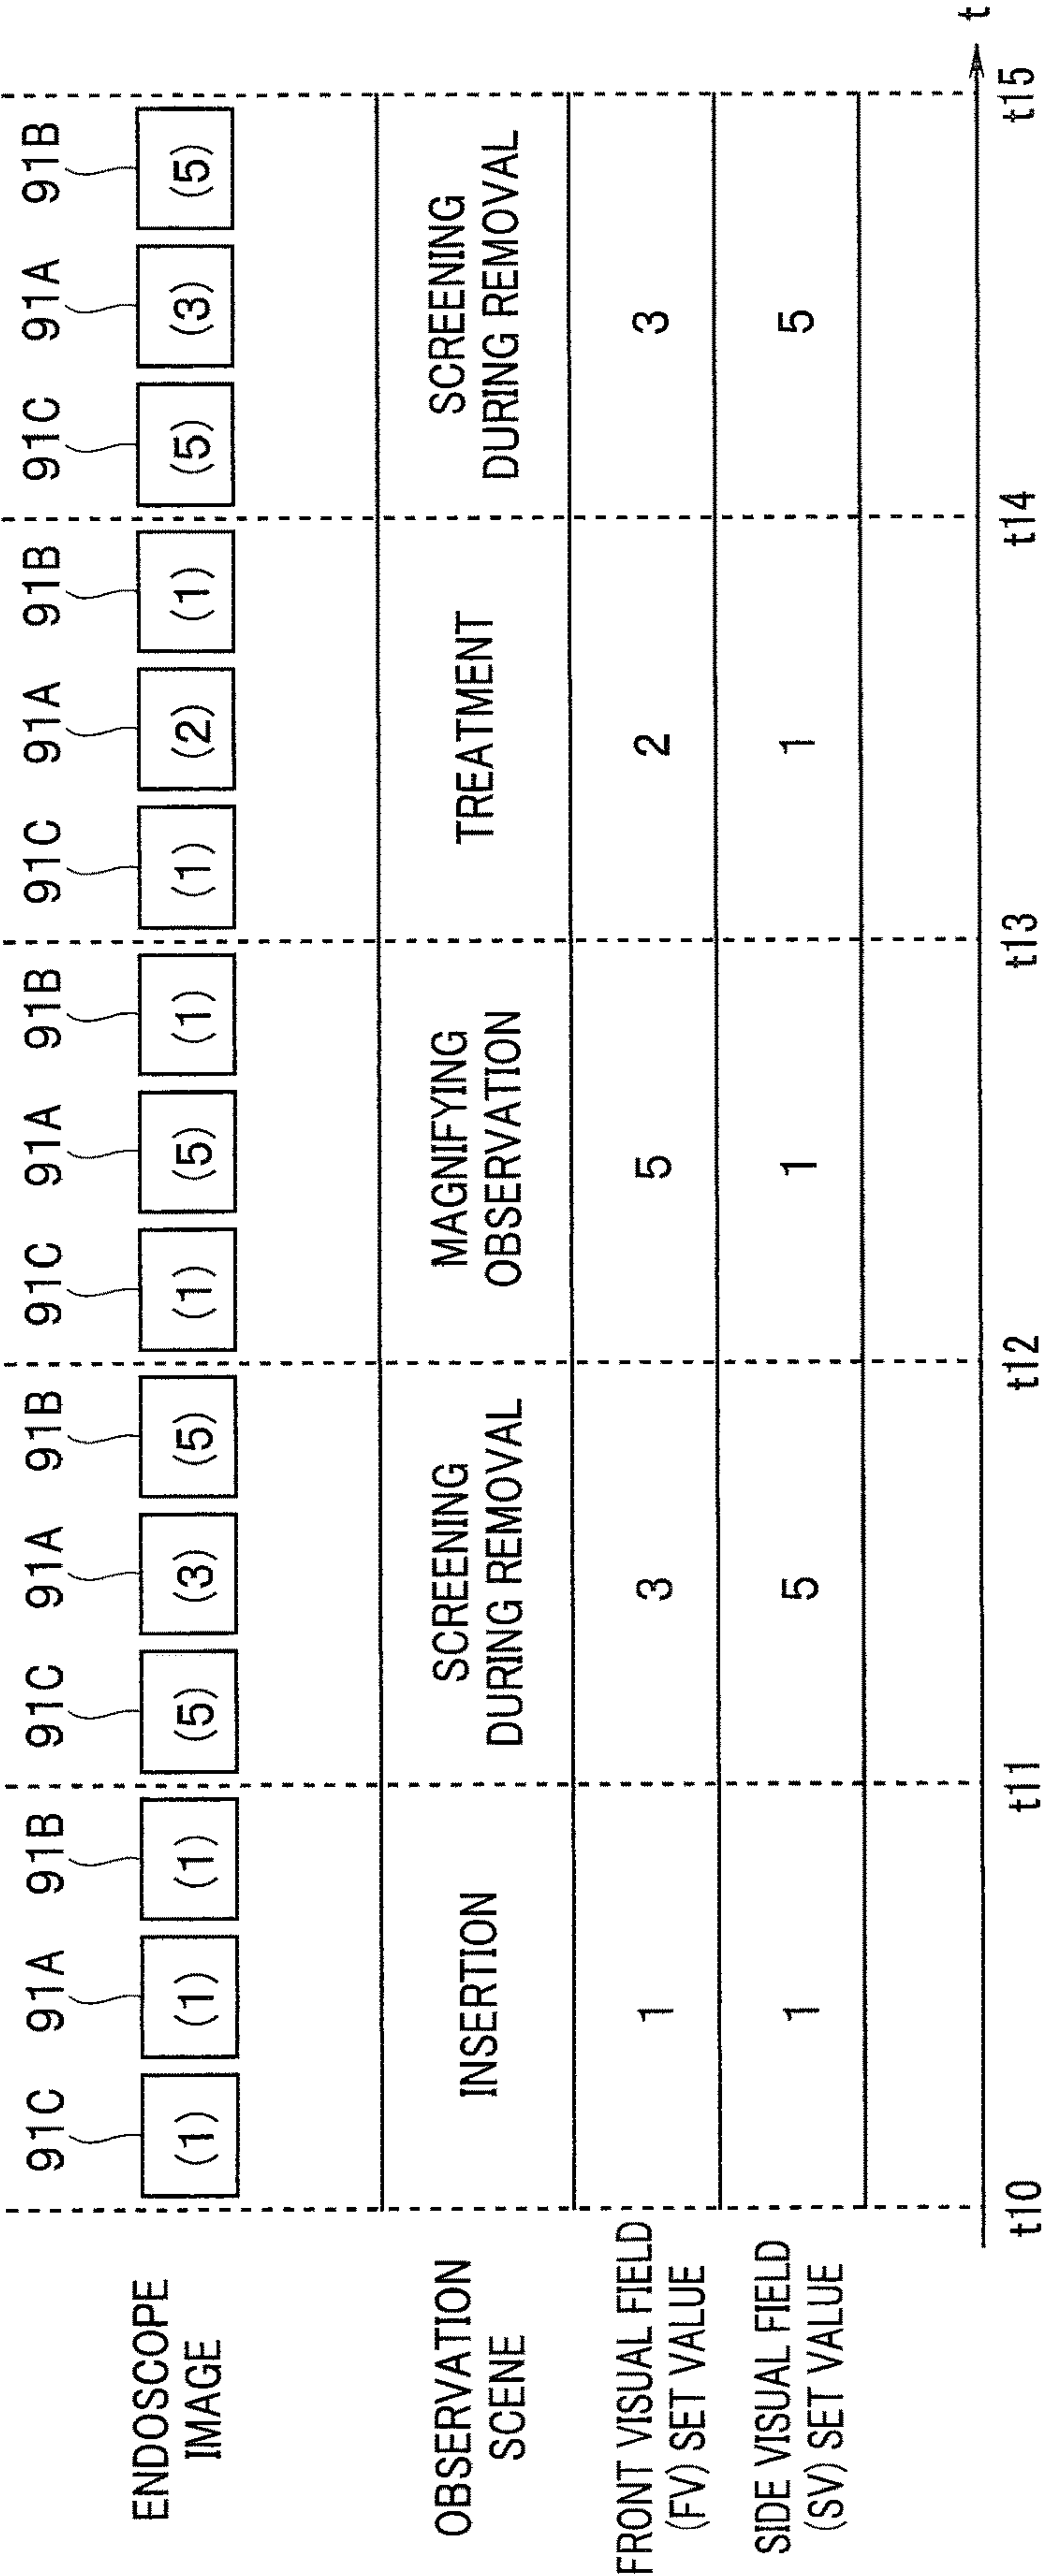 91C 91A 91B 91C 91A 91B 91C 91A 91B 91C 91A 91B 91C 91A 91B
ENDOSCOPE
IMAGE
(1) (1) (1) (5) (3) (5) (1) (5) (1) (1) (2) (1) (5) (3) (5)
OBSERVATION
SCENE
INSERTION
SCREENING
DURING REMOVAL
MAGNIFYING
OBSERVATION
TREATMENT
SCREENING
DURING REMOVAL
FRONT VISUAL FIELD
(FV) SET VALUE
1 3 5 2 3
SIDE VISUAL FIELD
(SV) SET VALUE
1 5 1 1 5
t
t10 t11 t12 t13 t14 t15